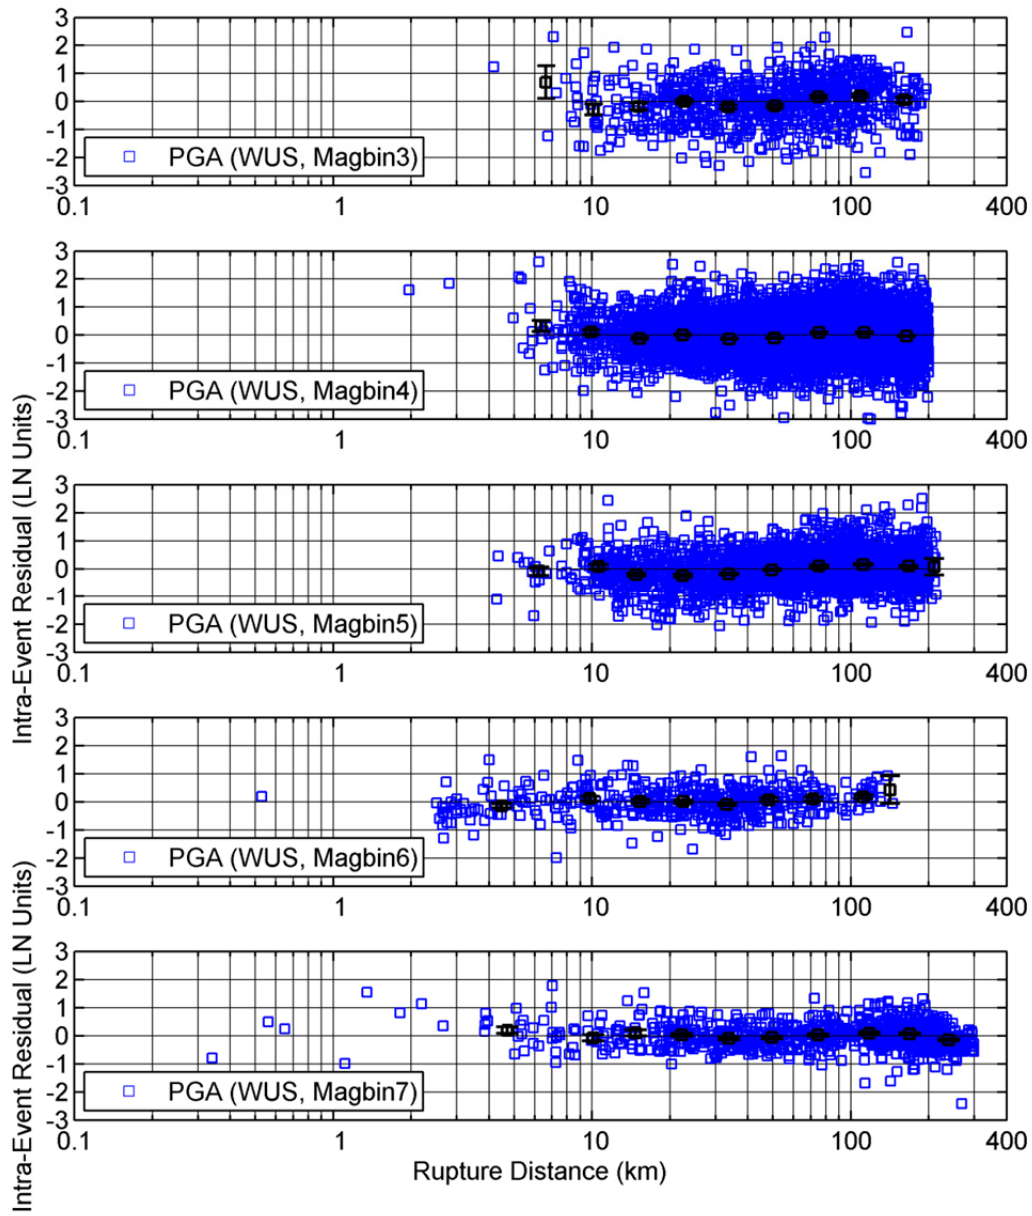 3
2
1
0
-1
-2
-3
PGA (WUS, Magbin3)
0.1 1 10 100 400
3
2
1
0
-1
-2
-3
PGA (WUS, Magbin4)
0.1 1 10 100 400
Intra-Event Residual (LN Units)
3
2
1
0
-1
-2
-3
PGA (WUS, Magbin5)
0.1 1 10 100 400
3
2
1
0
-1
-2
-3
PGA (WUS, Magbin6)
0.1 1 10 100 400
Intra-Event Residual (LN Units)
3
2
1
0
-1
-2
-3
PGA (WUS, Magbin7)
0.1 1 10 100 400
Rupture Distance (km)